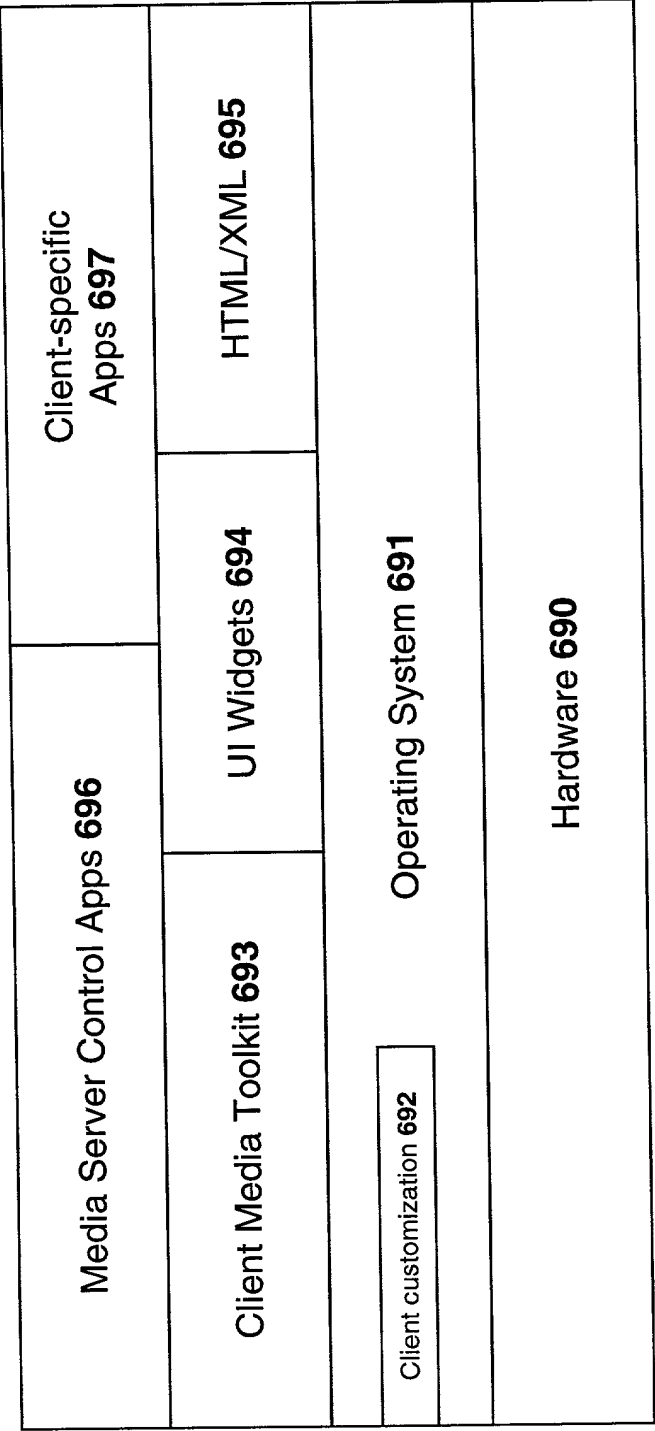 Media Server Control Apps 696
Client-specific
Apps 697
Client Media Toolkit 693
UI Widgets 694
HTML/XML 695
Client customization 692
Operating System 691
Hardware 690